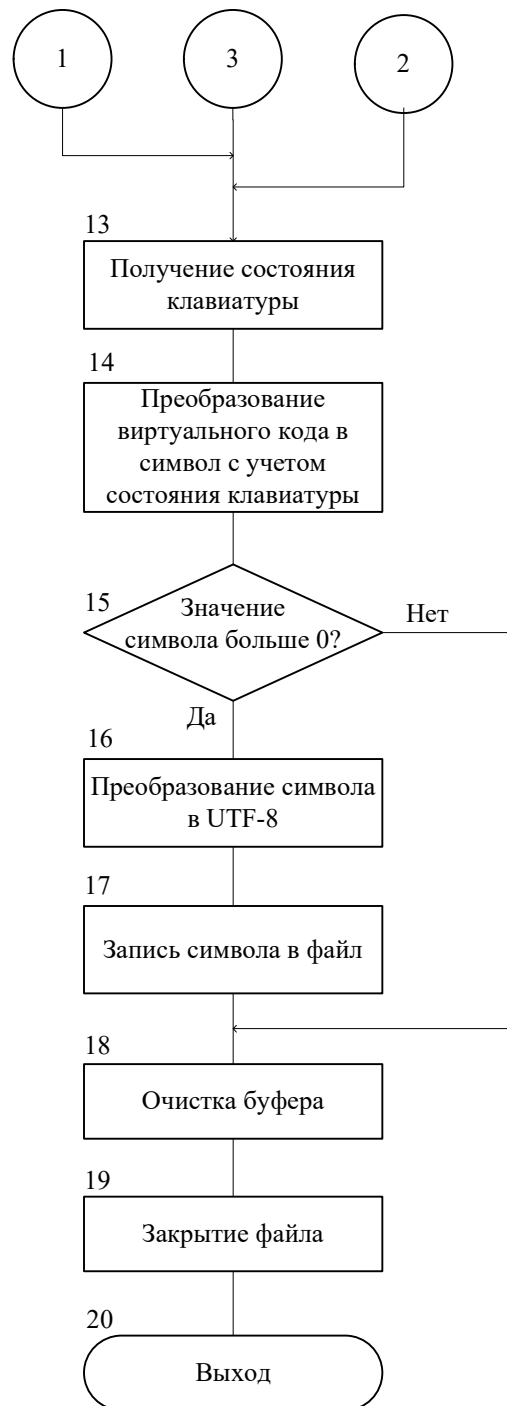 1
3
2
13
Получение состояния
клавиатуры
14
Преобразование
виртуального кода в
символ с учетом
состояния клавиатуры
15
Значение
символа больше 0?
Нет
Да
16
Преобразование символа
в UTF-8
17
Запись символа в файл
18
Очистка буфера
19
Закрытие файла
20
Выход